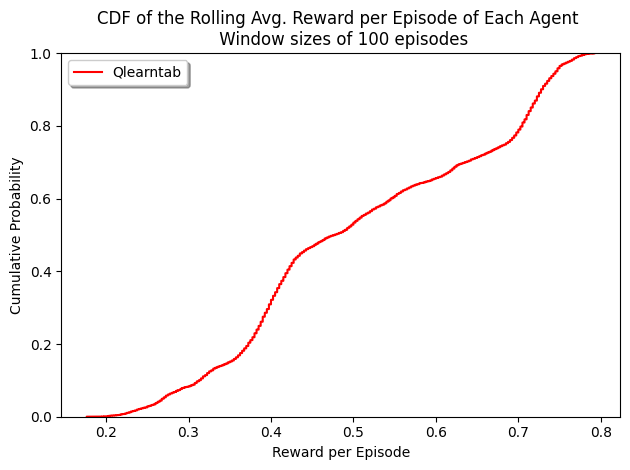 CDF of the Rolling Avg. Reward per Episode of Each Agent
Window sizes of 100 episodes
Qlearntab
Cumulative Probability
1.0
0.8
0.6
0.4
0.2
0.0
0.2 0.3 0.4 0.5 0.6 0.7 0.8
Reward per Episode